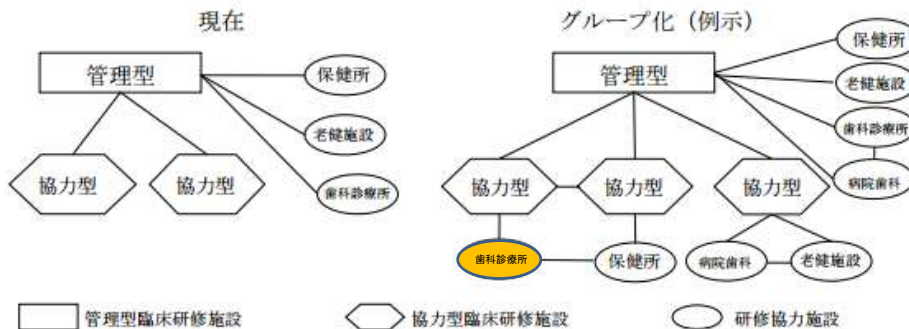 現在
管理型
保健所
老健施設
歯科診療所
協力型
協力型
グループ化（例示）
管理型
保健所
老健施設
歯科診療所
病院歯科
協力型
協力型
協力型
歯科診療所
保健所
病院歯科
老健施設
管理型臨床研修施設
協力型臨床研修施設
研修協力施設